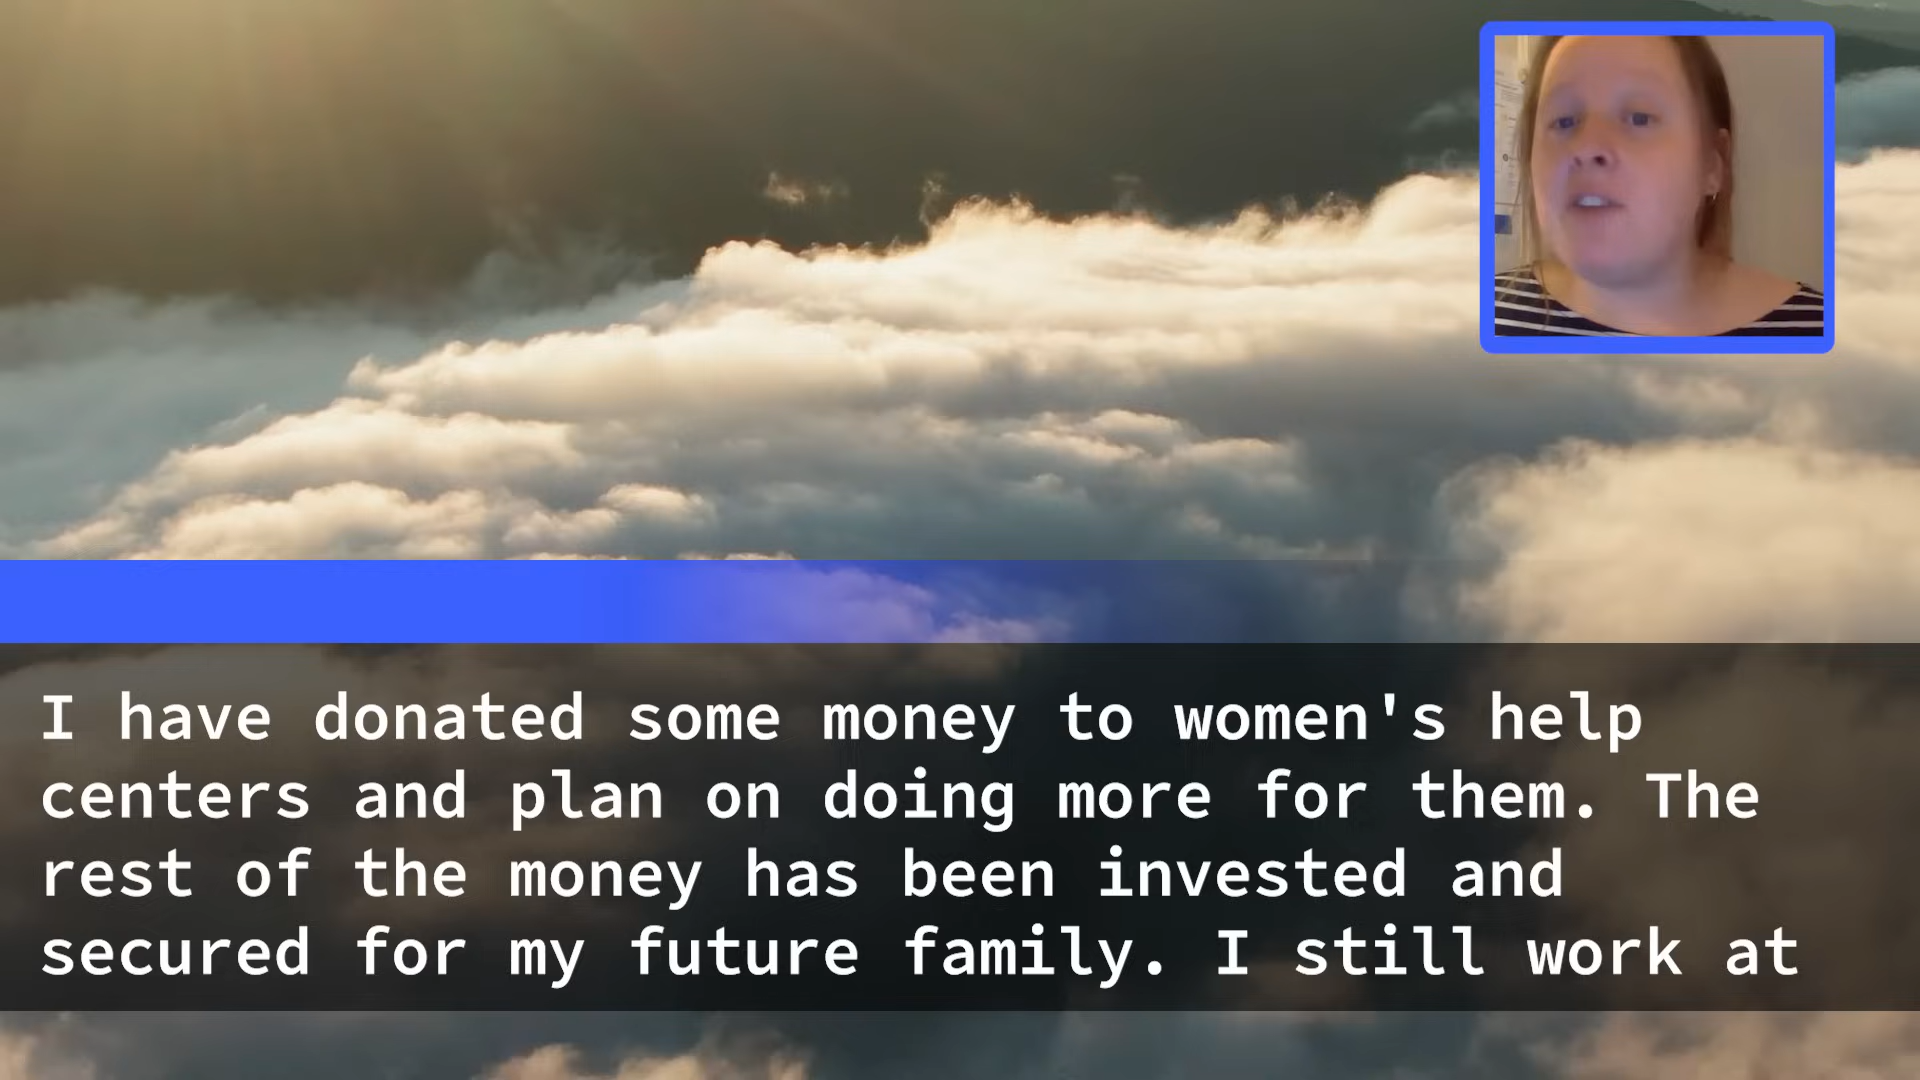 I have donated some money to women's help
centers and plan on doing more for them. The
rest of the money has been invested and
secured for my future family. I still work at